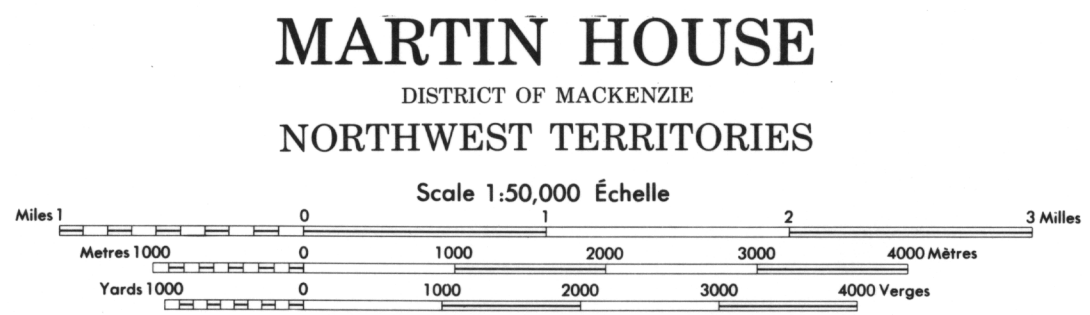 MARTIN HOUSE
DISTRICT OF MACKENZIE
NORTHWEST TERRITORIES
Scale 1:50,000 Échelle
Miles 1 0 1 2 3 Milles
Metres 1000 0 1000 2000 3000 4000 Mètres
Yards 1000 0 1000 2000 3000 4000 Verges